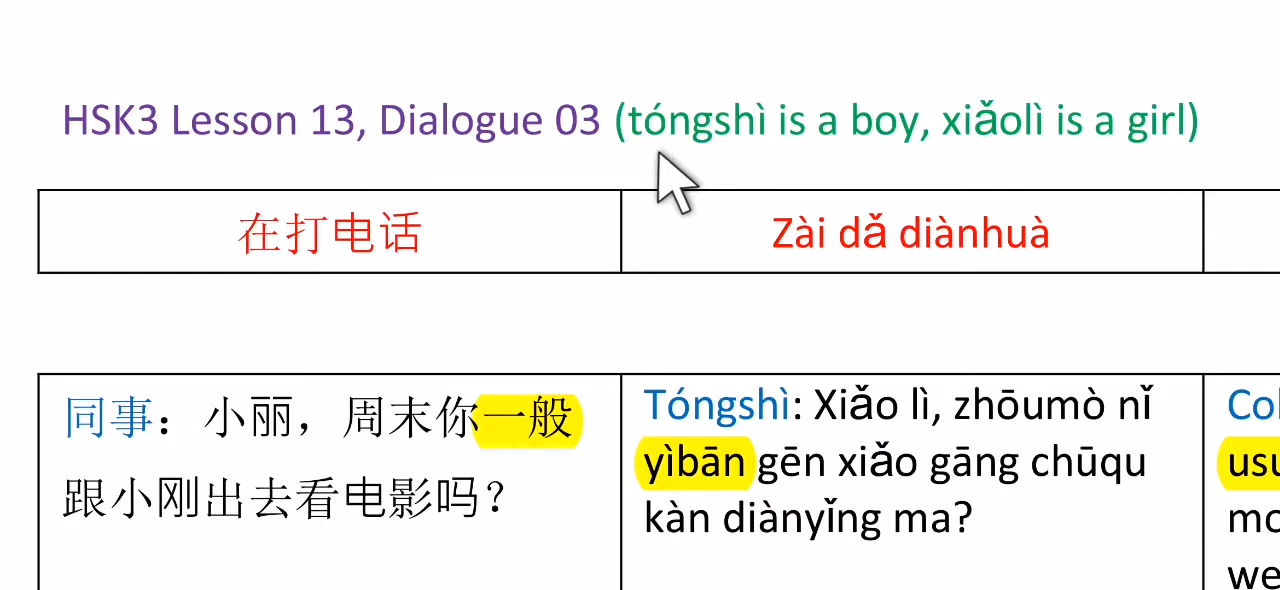 HSK3 Lesson 13, Dialogue 03 (tóngshì is a boy, xiǎolì is a girl)
在打电话
Zài dǎ diànhuà
同事：小丽，周末你一般
跟小刚出去看电影吗？
Tóngshì: Xiǎo lì, zhōumò nǐ
yìbān gēn xiǎo gāng chūqu
kàn diànyǐng ma?
we